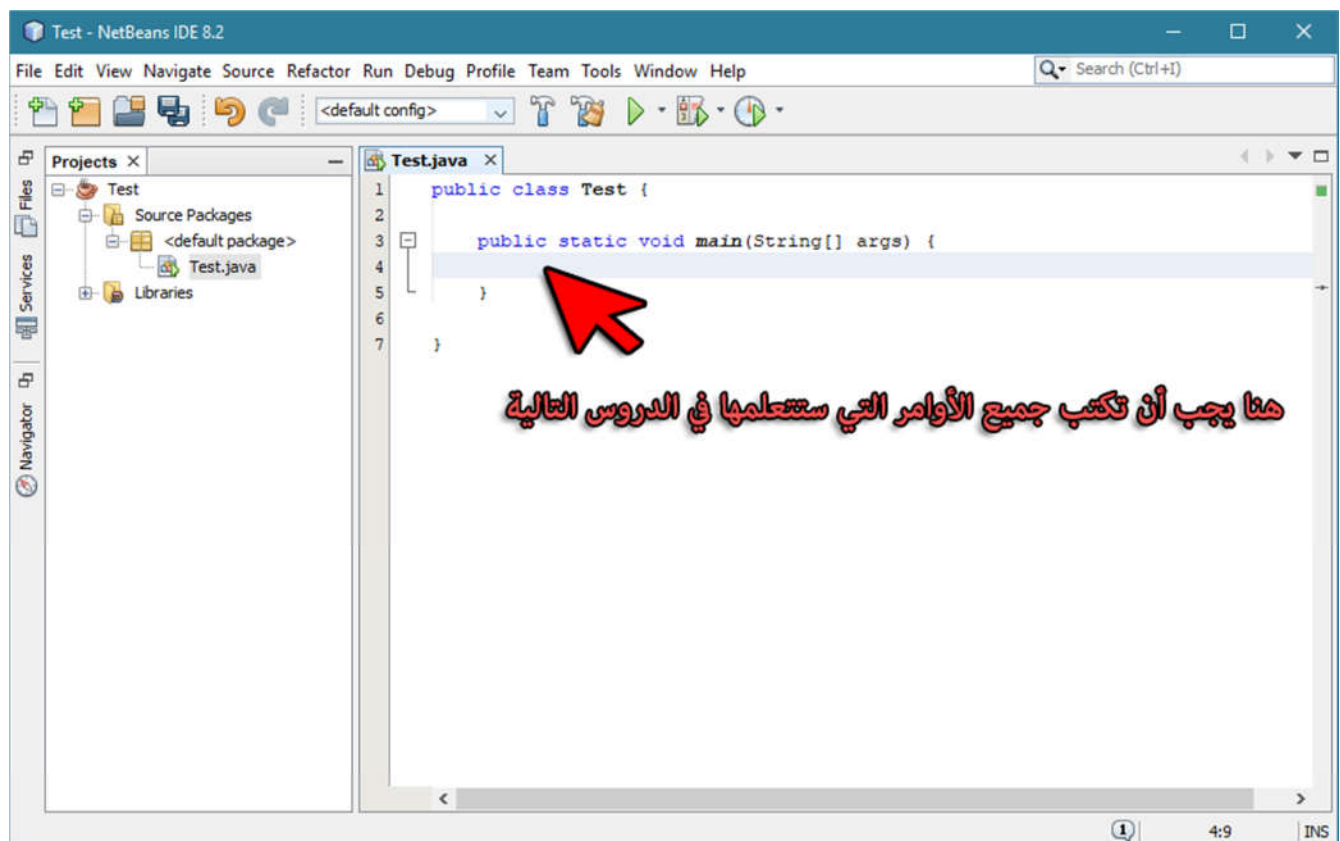 Test - NetBeans IDE 8.2
File Edit View Navigate Source Refactor Run Debug Profile Team Tools Window Help
Search (Ctrl+I)
<default config>
Files
Services
Navigator
Projects
Test
Source Packages
<default package>
Test.java
Libraries
Test.java
1 public class Test {
2
3 public static void main(String[] args) {
4
5 }
6
7 }
هنا يجب أن تكتب جميع الأوامر التي ستتعلمها في الدروس التالية
1 4:9 INS